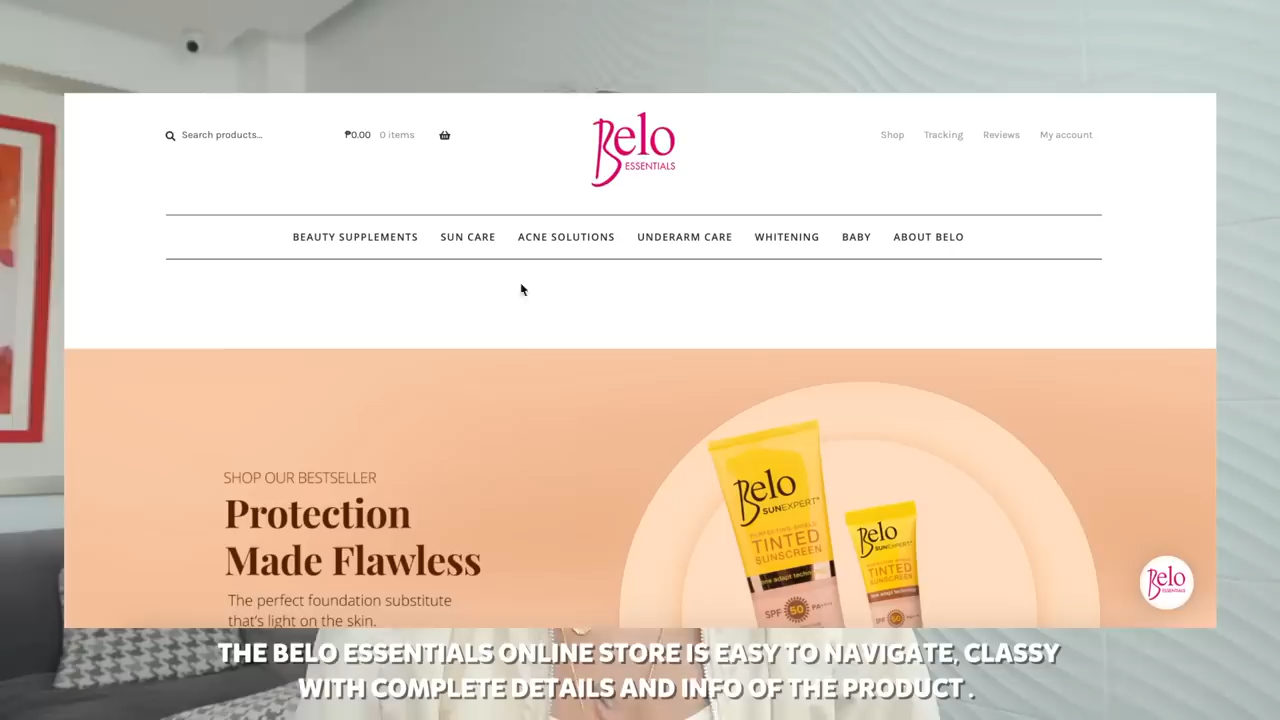 Search products...
₱0.00 0 items
Belo
ESSENTIALS
Shop Tracking Reviews My account
BEAUTY SUPPLEMENTS SUN CARE ACNE SOLUTIONS UNDERARM CARE WHITENING BABY ABOUT BELO
SHOP OUR BESTSELLER
Protection
Made Flawless
The perfect foundation substitute
that's light on the skin.
Belo
SUNEXPERT
TINTED
SUNSCREEN
SPF 50 PA++++
Belo
SUNEXPERT
TINTED
SUNSCREEN
SPF 50
Belo
ESSENTIALS
THE BELO ESSENTIALS ONLINE STORE IS EASY TO NAVIGATE, CLASSY
WITH COMPLETE DETAILS AND INFO OF THE PRODUCT .